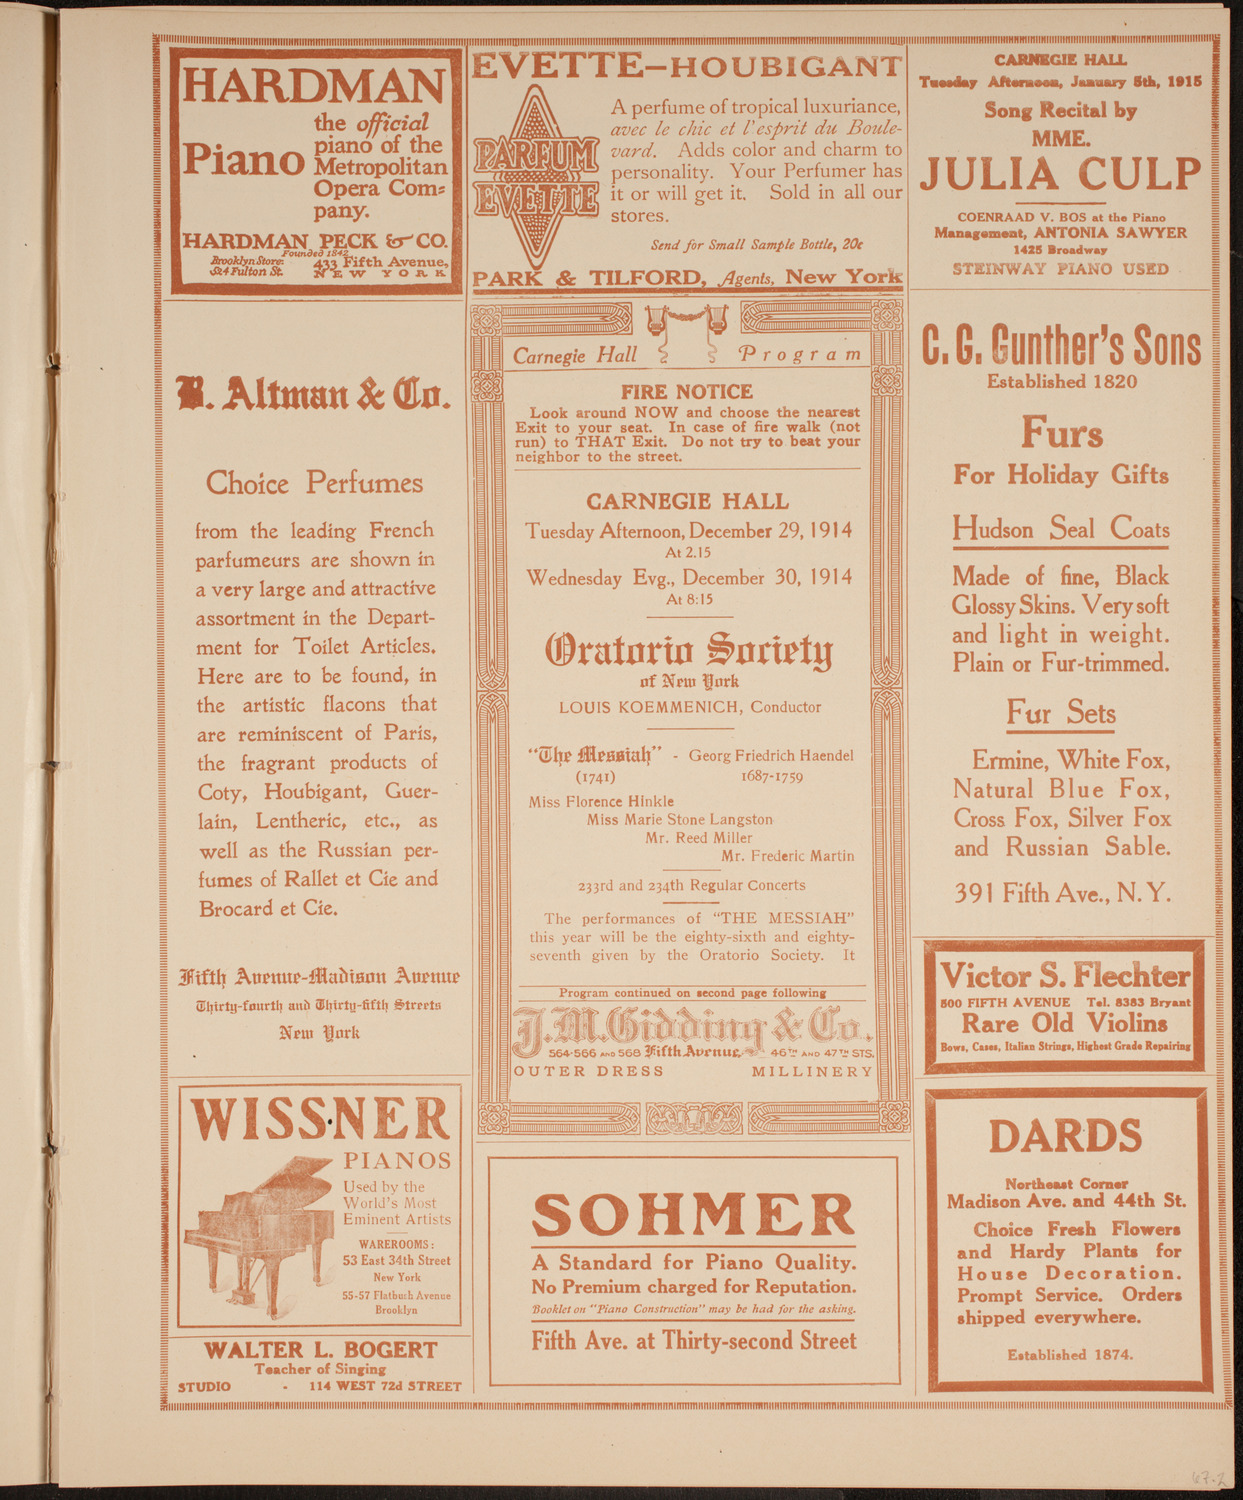 HARDMAN
Piano
the official
piano of the
Metropolitan
Opera Com=
pany.
HARDMAN, PECK & CO.
Founded 1842
Brooklyn Store:
524 Fulton St.
433 Fifth Avenue,
NEW YORK
B. Altman & Co.
Choice Perfumes
from the leading French
parfumeurs are shown in
a very large and attractive
assortment in the Depart-
ment for Toilet Articles.
Here are to be found, in
the artistic flacons that
are reminiscent of Paris,
the fragrant products of
Coty, Houbigant, Guer-
lain, Lentheric, etc., as
well as the Russian per-
fumes of Rallet et Cie and
Brocard et Cie.
Fifth Avenue-Madison Avenue
Thirty-fourth and Thirty-fifth Streets
New York
WISSNER
PIANOS
Used by the
World's Most
Eminent Artists
WAREROOMS:
53 East 34th Street
New York
55-57 Flatbush Avenue
Brooklyn
WALTER L. BOGERT
Teacher of Singing
STUDIO - 114 WEST 72d STREET
EVETTE-HOUBIGANT
PARFUM
EVETTE
A perfume of tropical luxuriance,
avec le chic et l'esprit du Boule-
vard. Adds color and charm to
personality. Your Perfumer has
it or will get it. Sold in all our
stores.
Send for Small Sample Bottle, 20c
PARK & TILFORD, Agents, New York
Carnegie Hall Program
FIRE NOTICE
Look around NOW and choose the nearest
Exit to your seat. In case of fire walk (not
run) to THAT Exit. Do not try to beat your
neighbor to the street.
CARNEGIE HALL
Tuesday Afternoon, December 29, 1914
At 2.15
Wednesday Evg., December 30, 1914
At 8:15
Oratorio Society
of New York
LOUIS KOEMMENICH, Conductor
"The Messiah" - Georg Friedrich Haendel
(1741) 1687-1759
Miss Florence Hinkle
Miss Marie Stone Langston
Mr. Reed Miller
Mr. Frederic Martin
233rd and 234th Regular Concerts
The performances of "THE MESSIAH"
this year will be the eighty-sixth and eighty-
seventh given by the Oratorio Society. It
Program continued on second page following
J.M. Gidding & Co.
564-566 AND 568 Fifth Avenue 46TH AND 47TH STS.
OUTER DRESS MILLINERY
SOHMER
A Standard for Piano Quality.
No Premium charged for Reputation.
Booklet on "Piano Construction" may be had for the asking.
Fifth Ave. at Thirty-second Street
CARNEGIE HALL
Tuesday Afternoon, January 5th, 1915
Song Recital by
MME.
JULIA CULP
COENRAAD V. BOS at the Piano
Management, ANTONIA SAWYER
1425 Broadway
STEINWAY PIANO USED
C. G. Gunther's Sons
Established 1820
Furs
For Holiday Gifts
Hudson Seal Coats
Made of fine, Black
Glossy Skins. Very soft
and light in weight.
Plain or Fur-trimmed.
Fur Sets
Ermine, White Fox,
Natural Blue Fox,
Cross Fox, Silver Fox
and Russian Sable.
391 Fifth Ave., N. Y.
Victor S. Flechter
500 FIFTH AVENUE Tel. 8383 Bryant
Rare Old Violins
Bows, Cases, Italian Strings, Highest Grade Repairing
DARDS
Northeast Corner
Madison Ave. and 44th St.
Choice Fresh Flowers
and Hardy Plants for
House Decoration.
Prompt Service. Orders
shipped everywhere.
Established 1874.
67-2